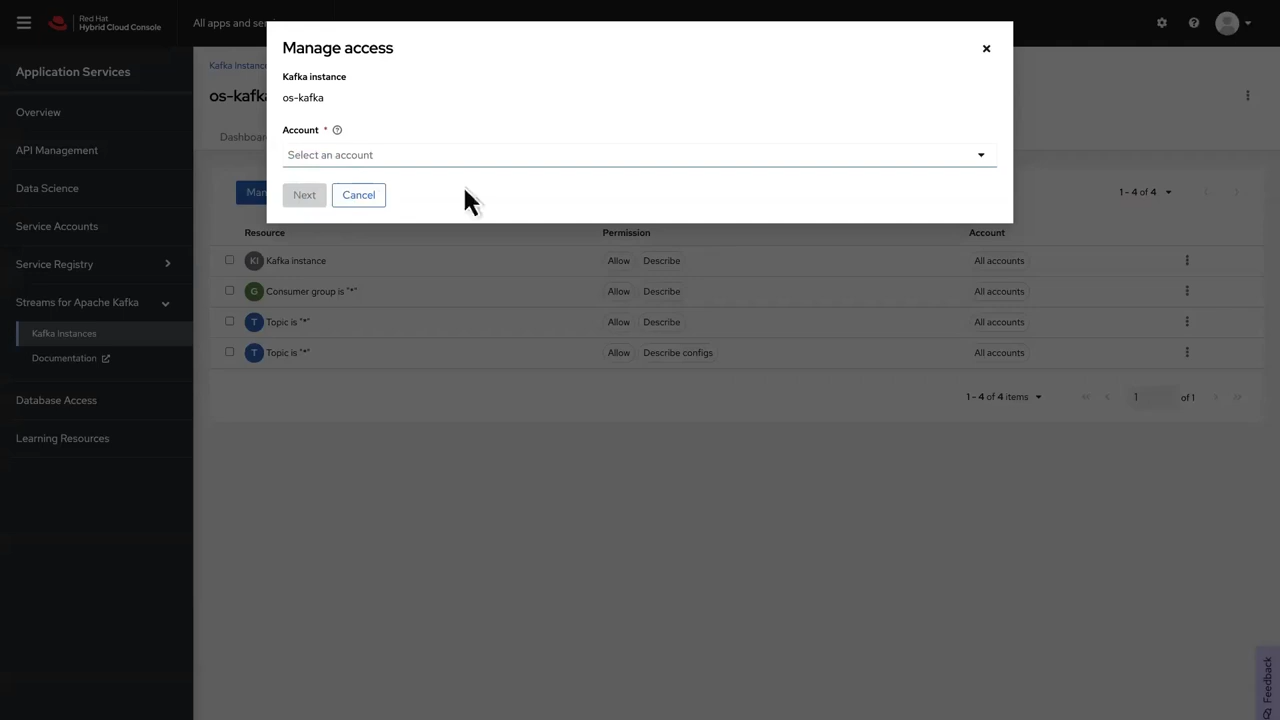 Red Hat
Hybrid Cloud Console
All apps and ser
Application Services
Overview
API Management
Data Science
Service Accounts
Service Registry
Streams for Apache Kafka
Kafka Instances
Documentation
Database Access
Learning Resources
Kafka Instance
os-kafka
Dashboar
Manage access
Kafka instance
os-kafka
Account *
Select an account
Next Cancel
Man
1 - 4 of 4
Resource Permission Account
KI Kafka instance Allow Describe All accounts
G Consumer group is "*" Allow Describe All accounts
T Topic is "*" Allow Describe All accounts
T Topic is "*" Allow Describe configs All accounts
1 - 4 of 4 items 1 of 1
Feedback